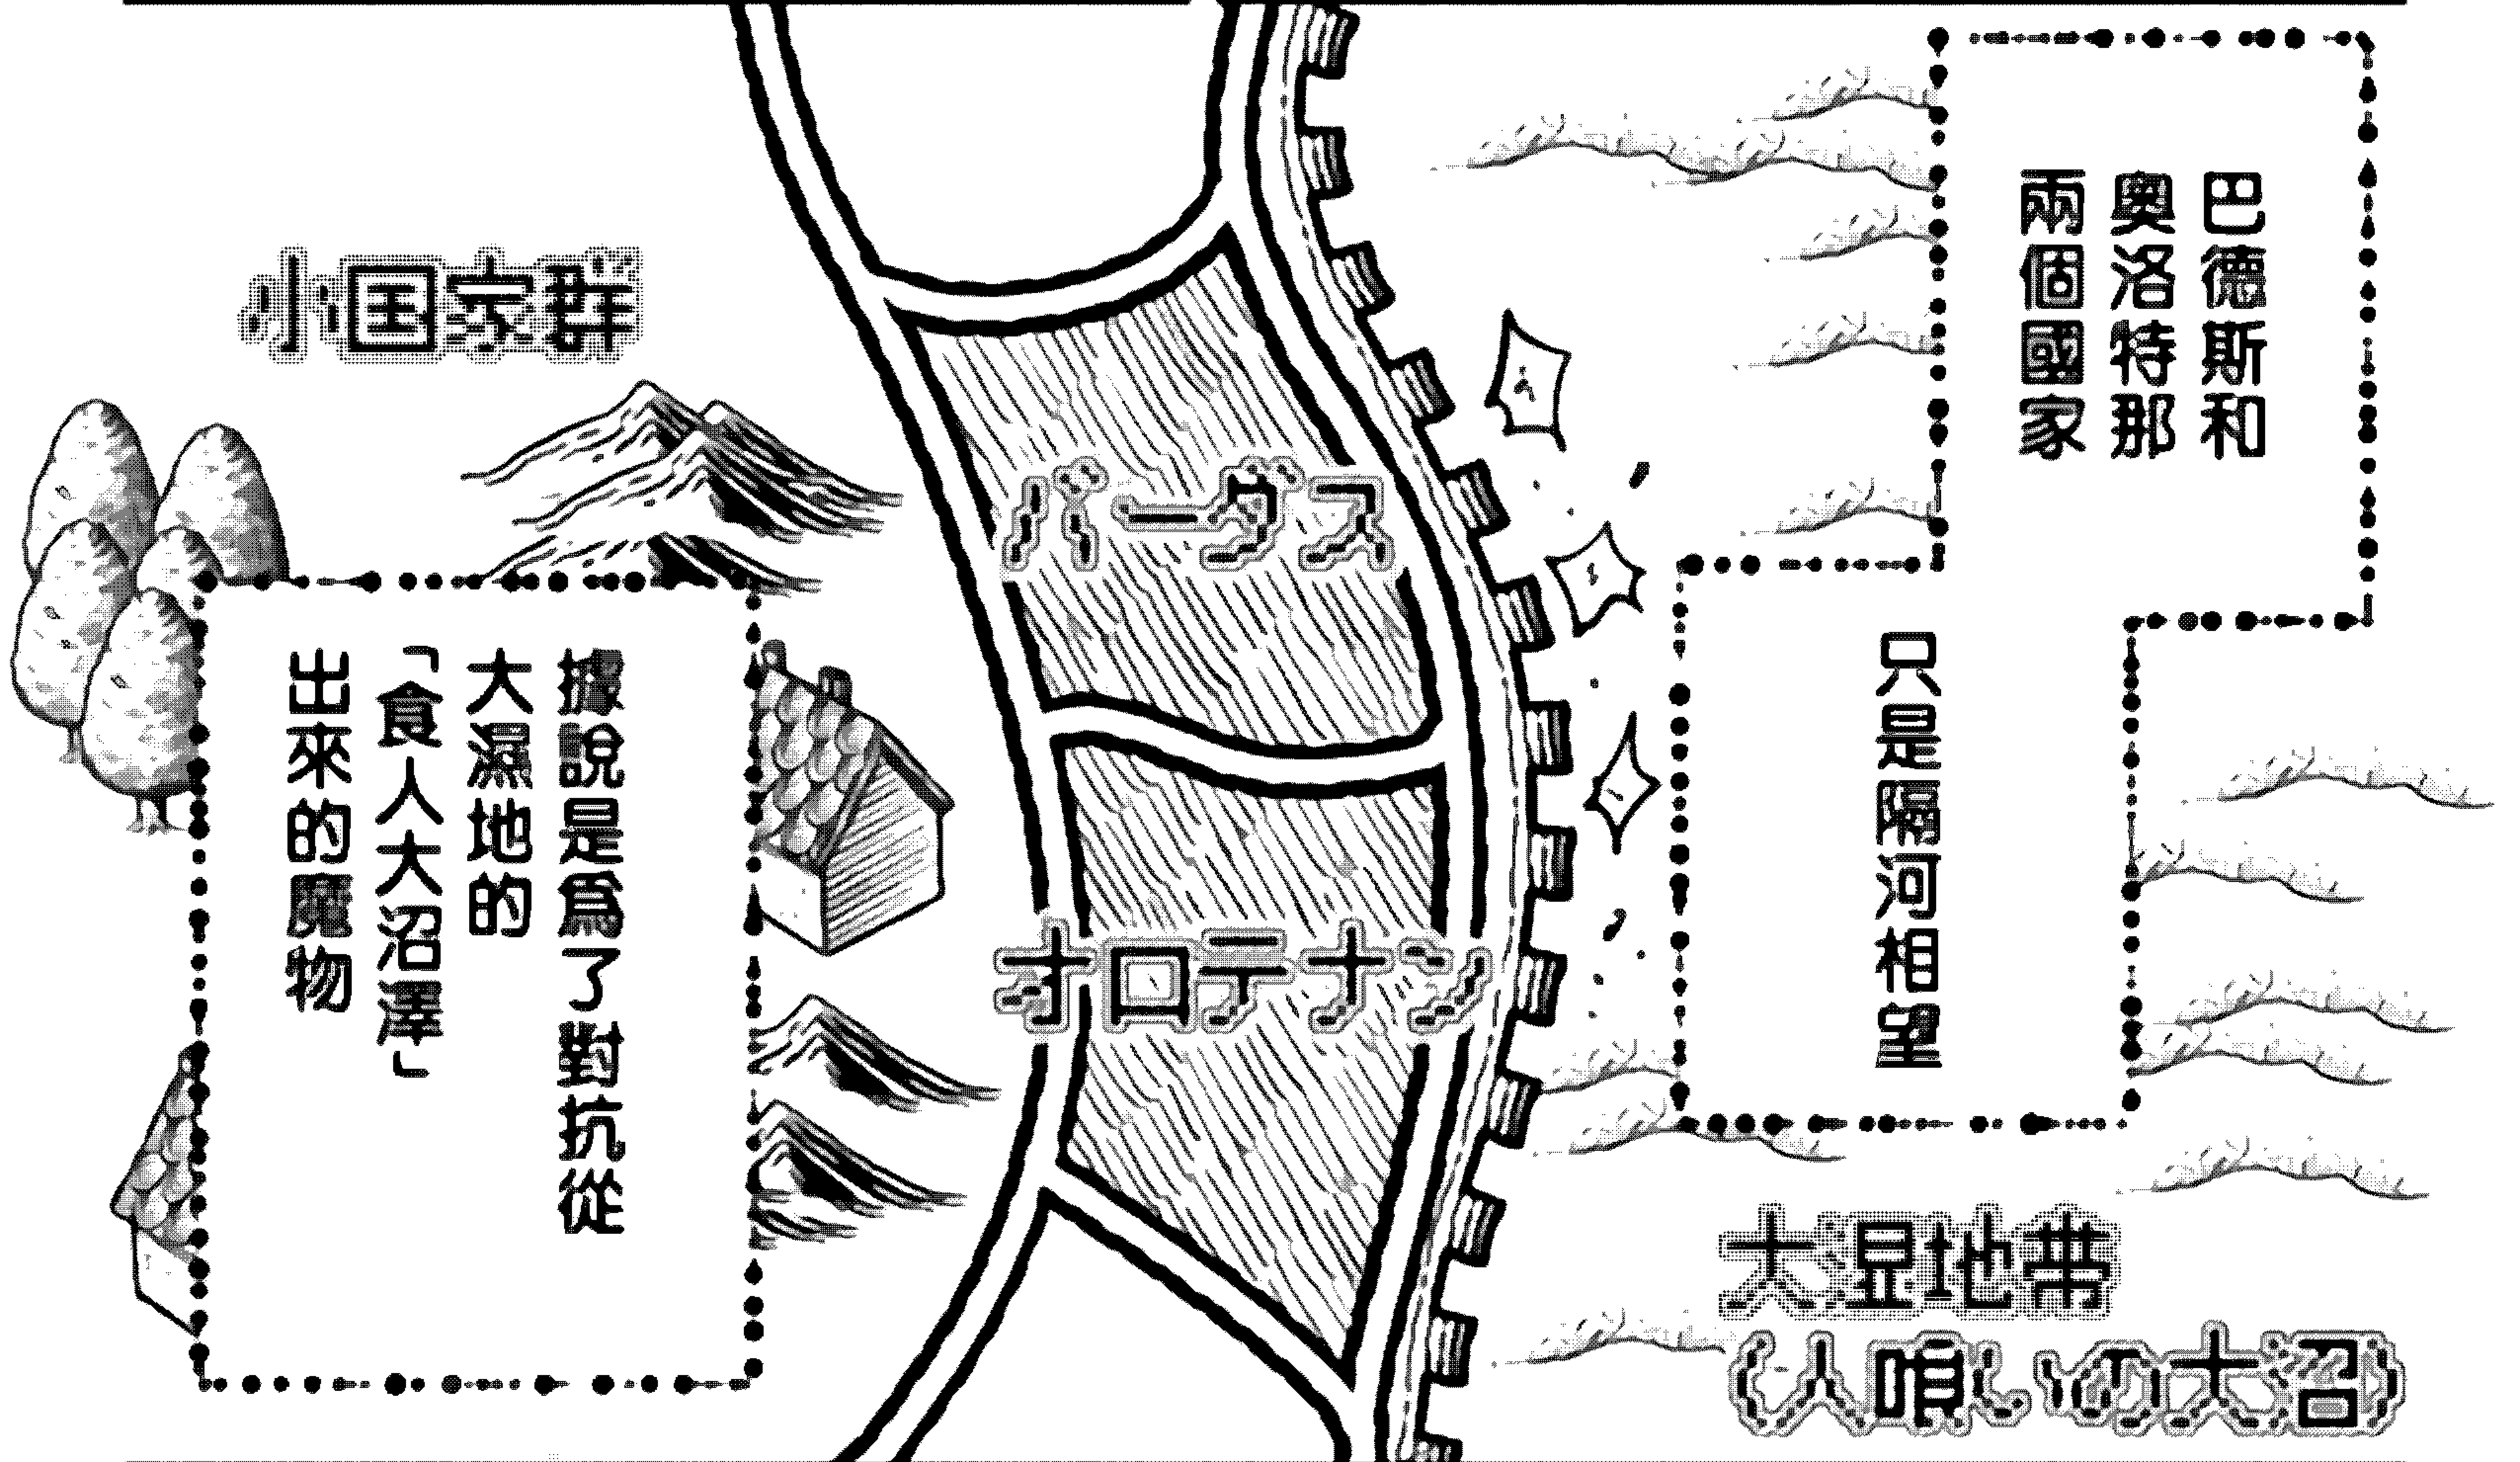 巴德斯和
奧洛特那
兩個國家
只是隔河相望
小国家群
バーダス
オロテナン
據說是爲了對抗從
大濕地的
「食人大沼澤」
出來的魔物
大湿地帯
(人喰いの大沼)